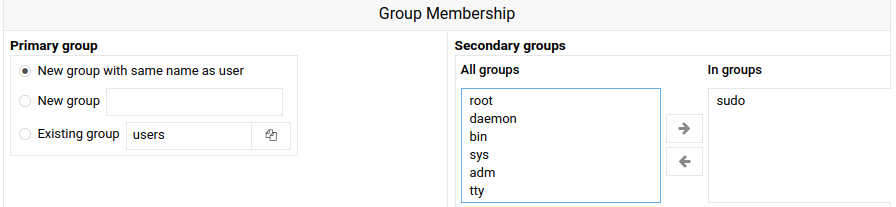 Group Membership
Primary group
New group with same name as user
New group
Existing group users
Secondary groups
All groups
root
daemon
bin
sys
adm
tty
In groups
sudo